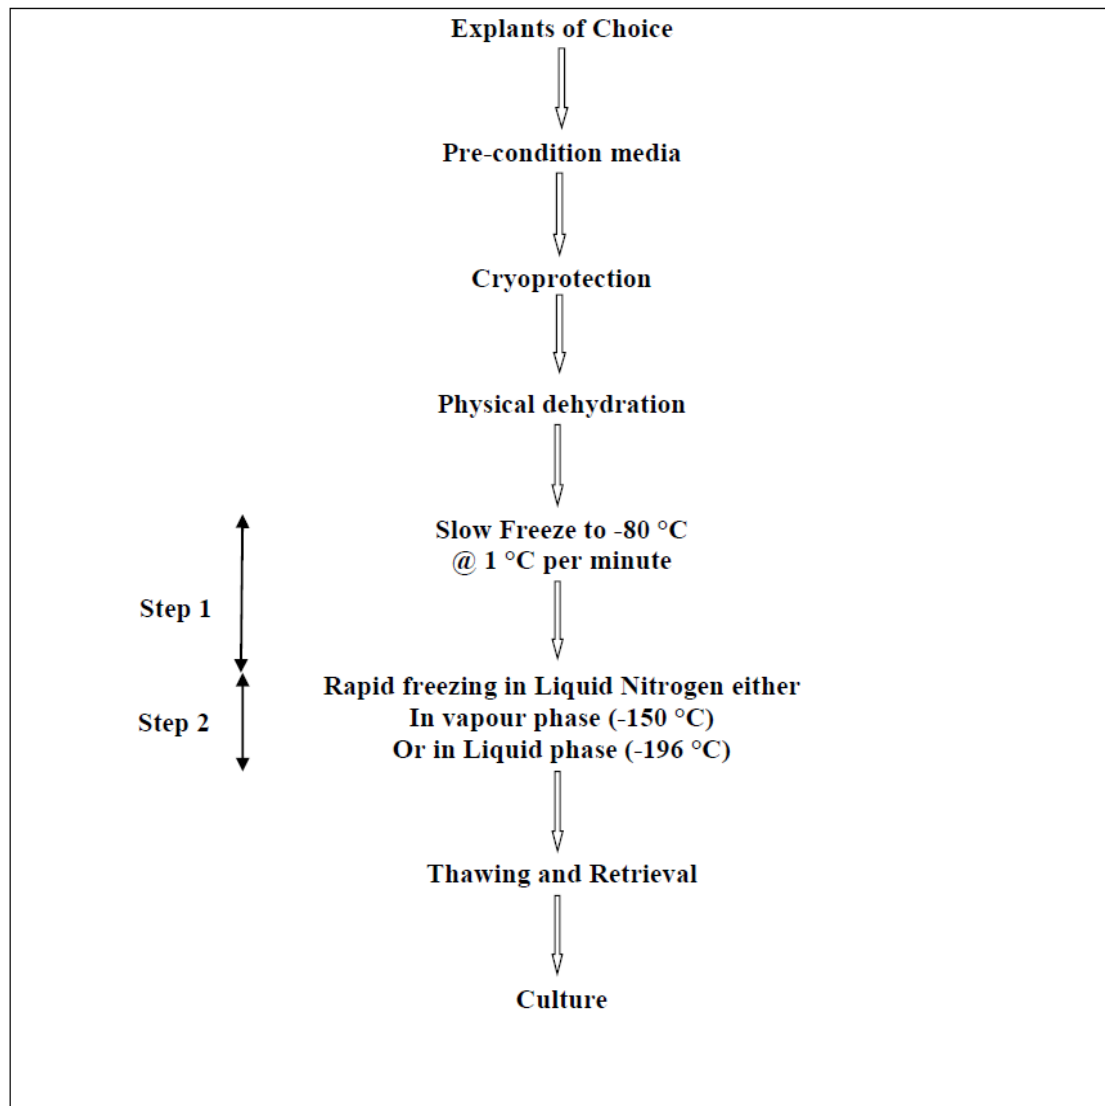 Explants of Choice
Pre-condition media
Cryoprotection
Physical dehydration
Slow Freeze to -80 °C
@ 1 °C per minute
Step 1
Rapid freezing in Liquid Nitrogen either
In vapour phase (-150 °C)
Step 2
Or in Liquid phase (-196 °C)
Thawing and Retrieval
Culture